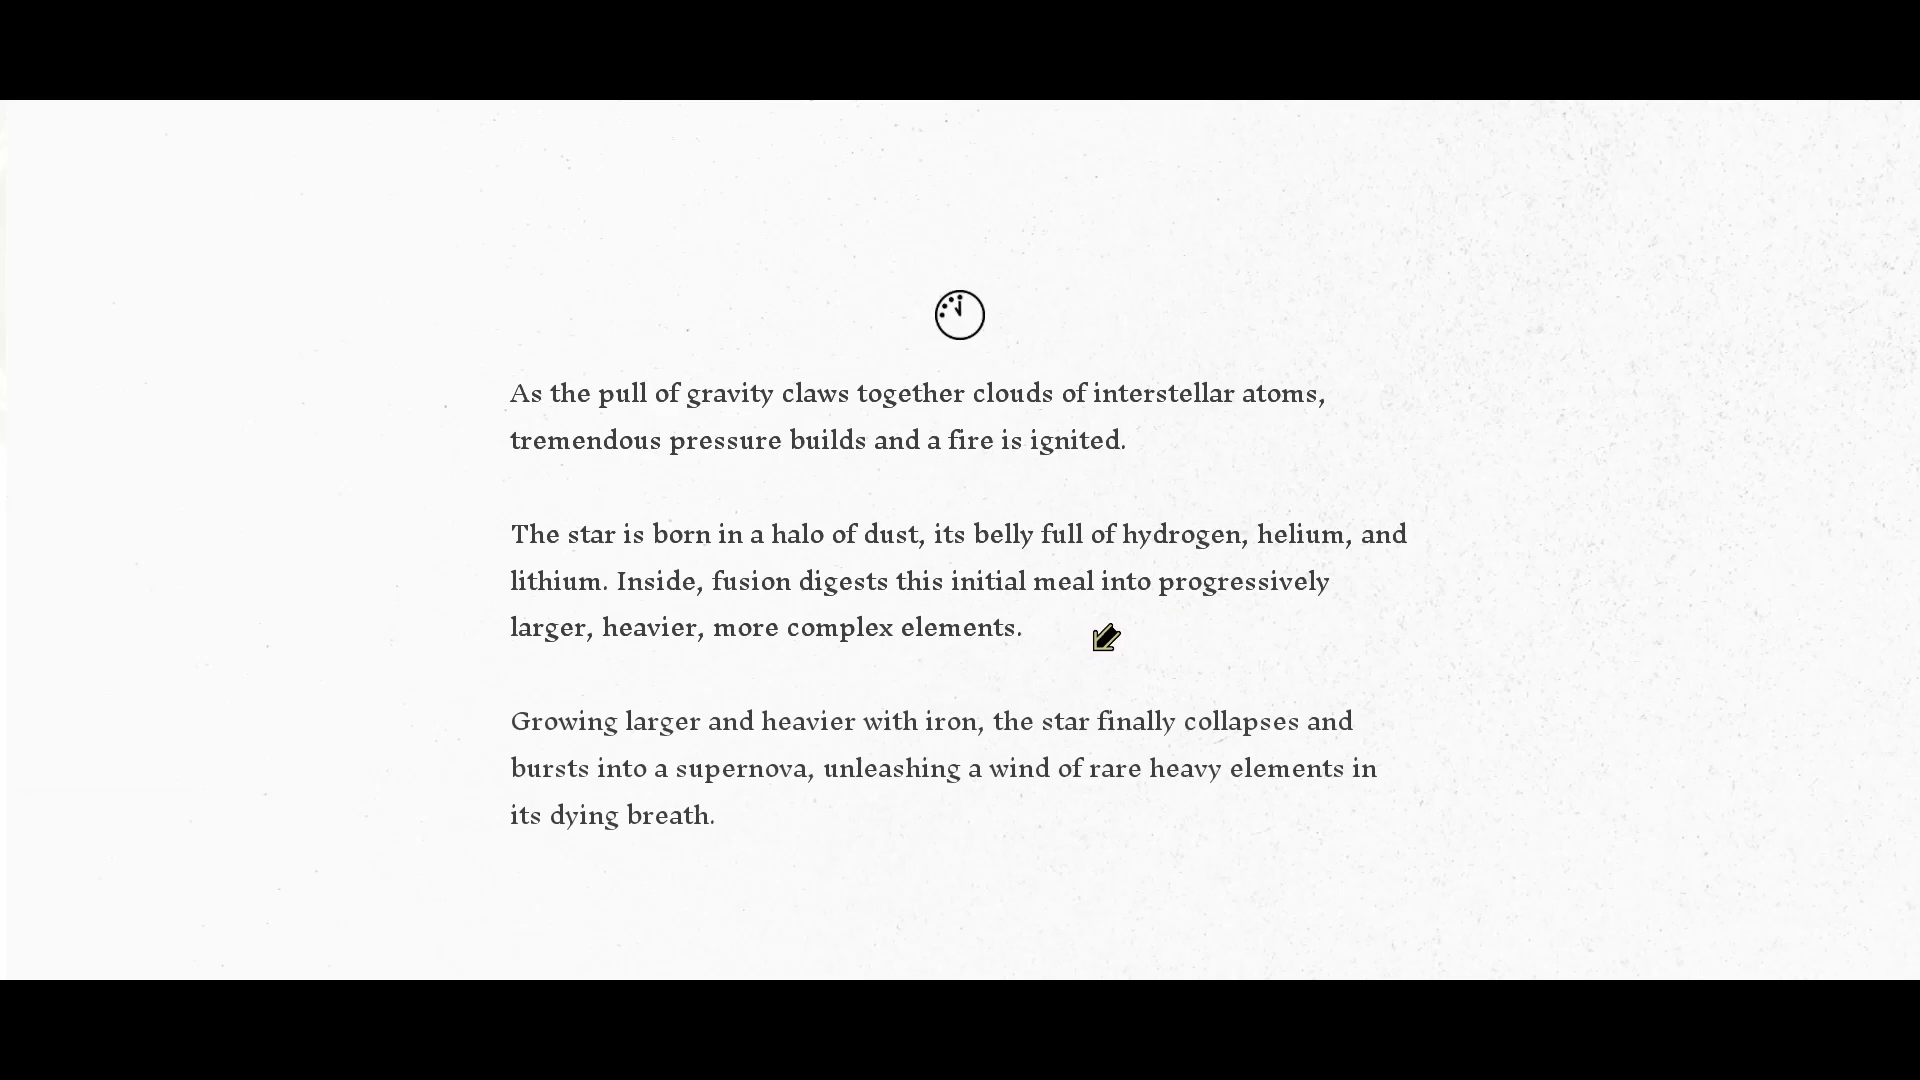 As the pull of gravity claws together clouds of interstellar atoms,
tremendous pressure builds and a fire is ignited.
The star is born in a halo of dust, its belly full of hydrogen, helium, and
lithium. Inside, fusion digests this initial meal into progressively
larger, heavier, more complex elements.
Growing larger and heavier with iron, the star finally collapses and
bursts into a supernova, unleashing a wind of rare heavy elements in
its dying breath.